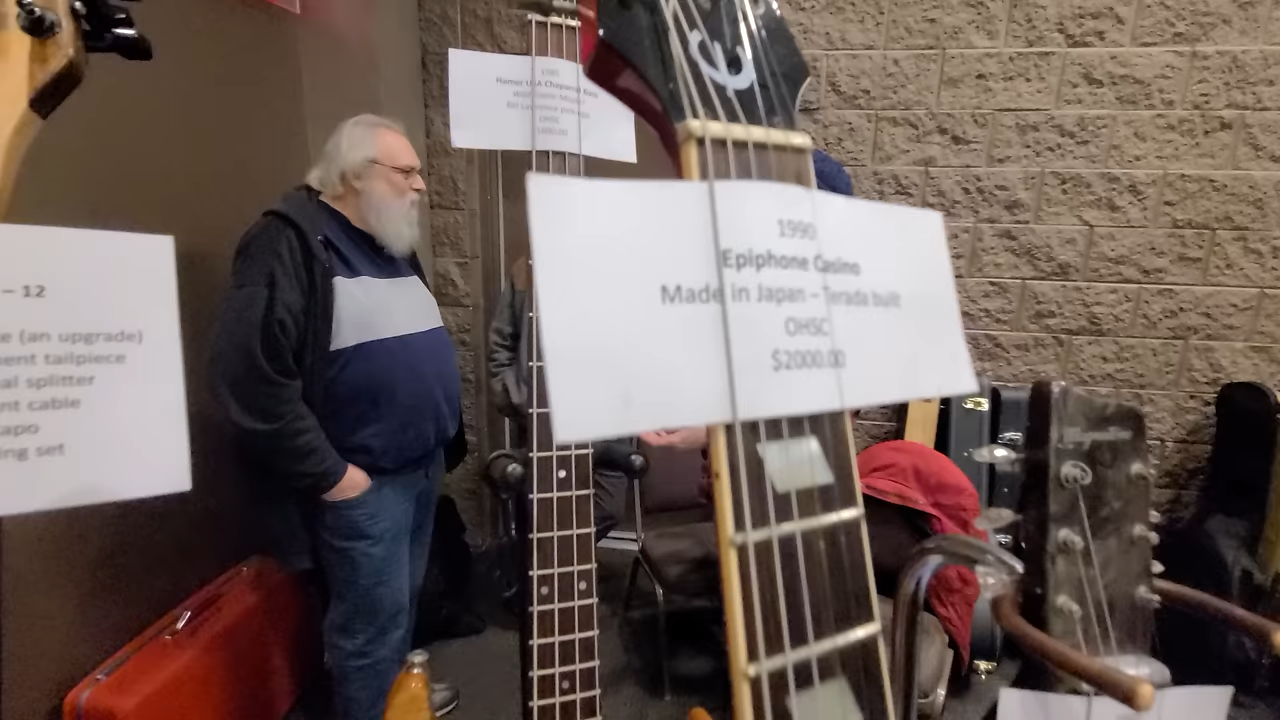 – 12
e (an upgrade)
ent tailpiece
al splitter
nt cable
apo
ing set
1985
Hamer USA Chaparral Bass
OHSC
1990
Epiphone Casino
Made in Japan – Terada built
OHSC
$2000.00